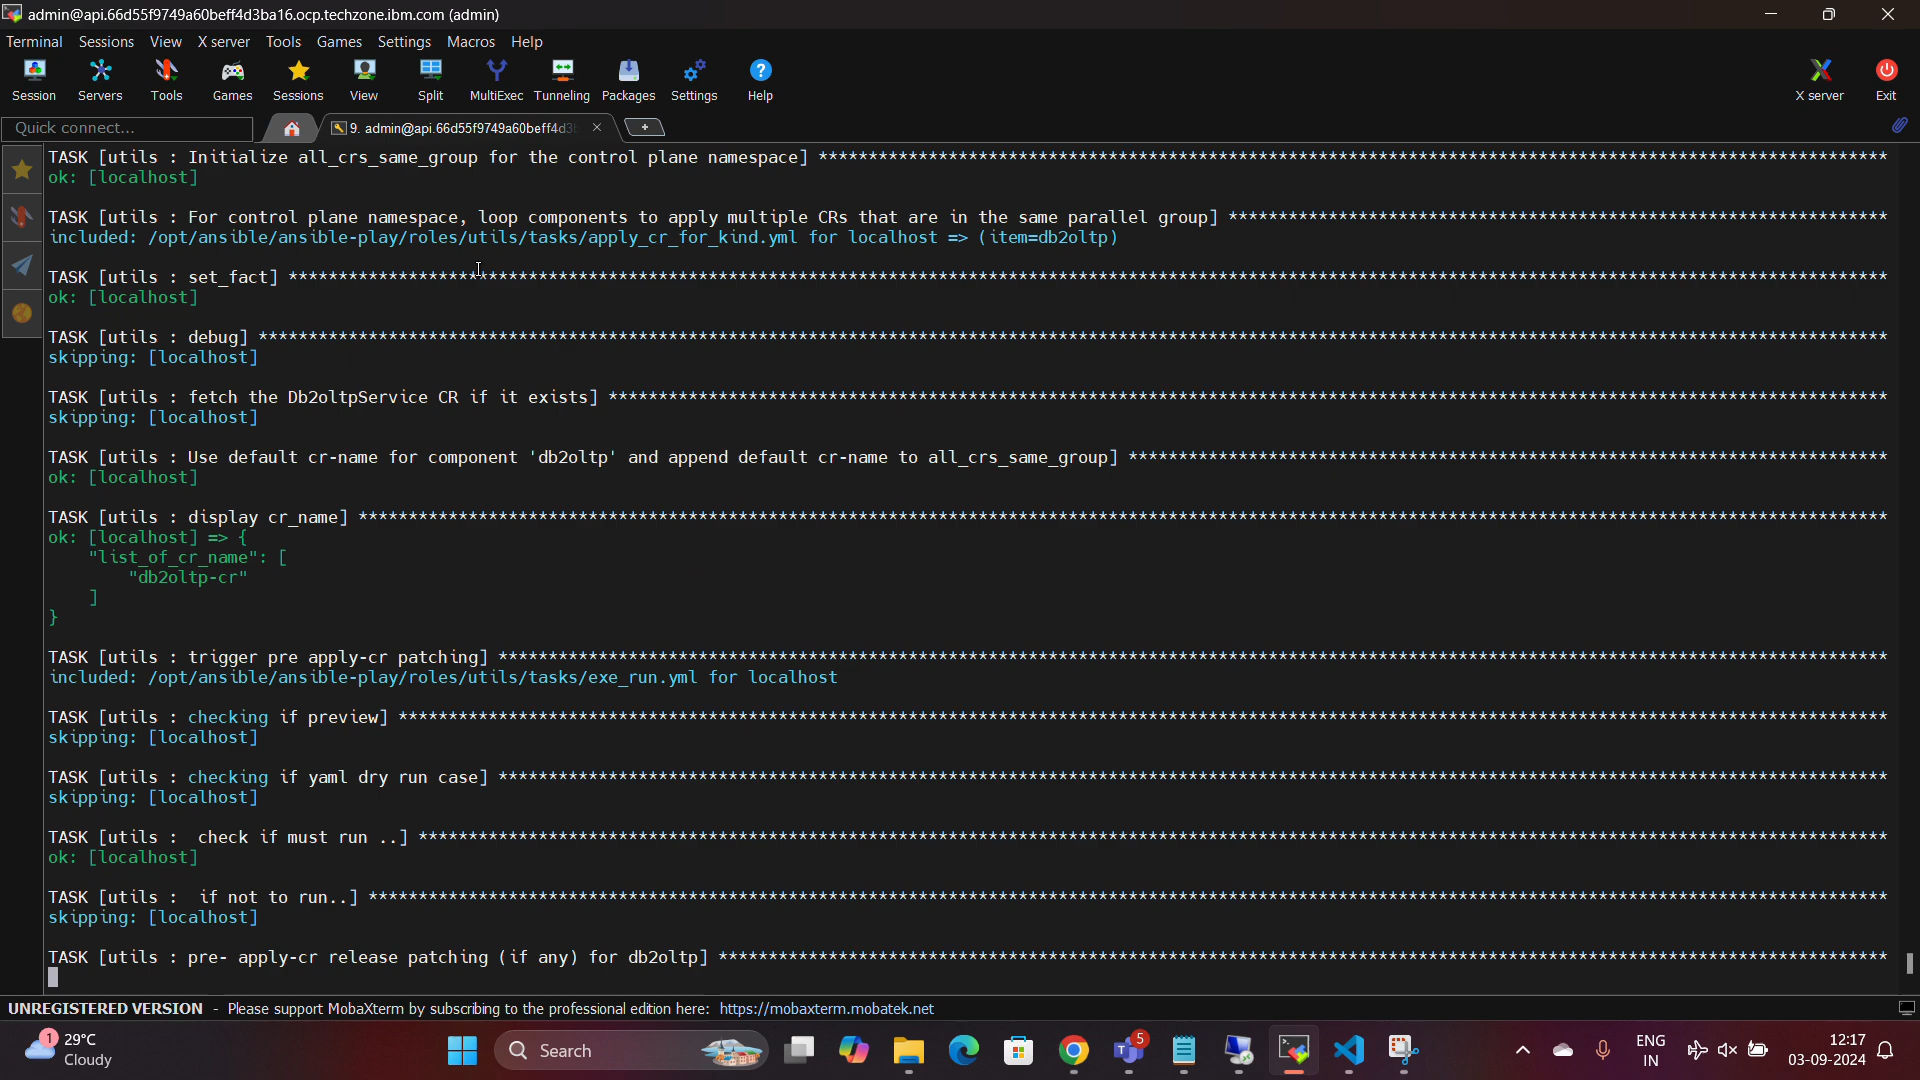 admin@api.66d55f9749a60beff4d3ba16.ocp.techzone.ibm.com (admin)
Terminal Sessions View X server Tools Games Settings Macros Help
Session Servers Tools Games Sessions View Split MultiExec Tunneling Packages Settings Help X server Exit
Quick connect... 9. admin@api.66d55f9749a60beff4d3
TASK [utils : Initialize all_crs_same_group for the control plane namespace] ***
ok: [localhost]
TASK [utils : For control plane namespace, loop components to apply multiple CRs that are in the same parallel group] ***
included: /opt/ansible/ansible-play/roles/utils/tasks/apply_cr_for_kind.yml for localhost => (item=db2oltp)
TASK [utils : set_fact] ***
ok: [localhost]
TASK [utils : debug] ***
skipping: [localhost]
TASK [utils : fetch the Db2oltpService CR if it exists] ***
skipping: [localhost]
TASK [utils : Use default cr-name for component 'db2oltp' and append default cr-name to all_crs_same_group] ***
ok: [localhost]
TASK [utils : display cr_name] ***
ok: [localhost] => {
"list_of_cr_name": [
"db2oltp-cr"
]
}
TASK [utils : trigger pre apply-cr patching] ***
included: /opt/ansible/ansible-play/roles/utils/tasks/exe_run.yml for localhost
TASK [utils : checking if preview] ***
skipping: [localhost]
TASK [utils : checking if yaml dry run case] ***
skipping: [localhost]
TASK [utils :  check if must run ..] ***
ok: [localhost]
TASK [utils :  if not to run..] ***
skipping: [localhost]
TASK [utils : pre- apply-cr release patching (if any) for db2oltp] ***
UNREGISTERED VERSION - Please support MobaXterm by subscribing to the professional edition here: https://mobaxterm.mobatek.net
1 29°C
Cloudy
Search
5
ENG
IN
12:17
03-09-2024